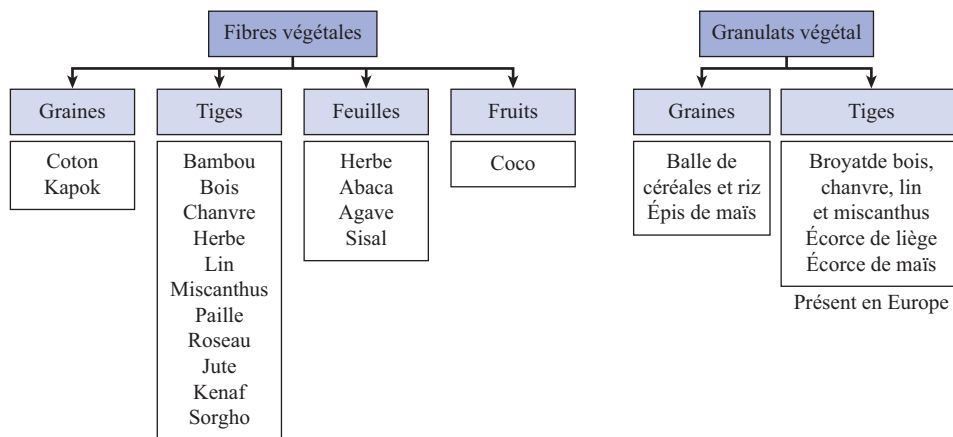 Fibres végétales
Graines
Coton
Kapok
Tiges
Bambou
Bois
Chanvre
Herbe
Lin
Miscanthus
Paille
Roseau
Jute
Kenaf
Sorgho
Feuilles
Herbe
Abaca
Agave
Sisal
Fruits
Coco
Granulats végétal
Graines
Balle de
céréales et riz
Épis de maïs
Tiges
Broyatde bois,
chanvre, lin
et miscanthus
Écorce de liège
Écorce de maïs
Présent en Europe